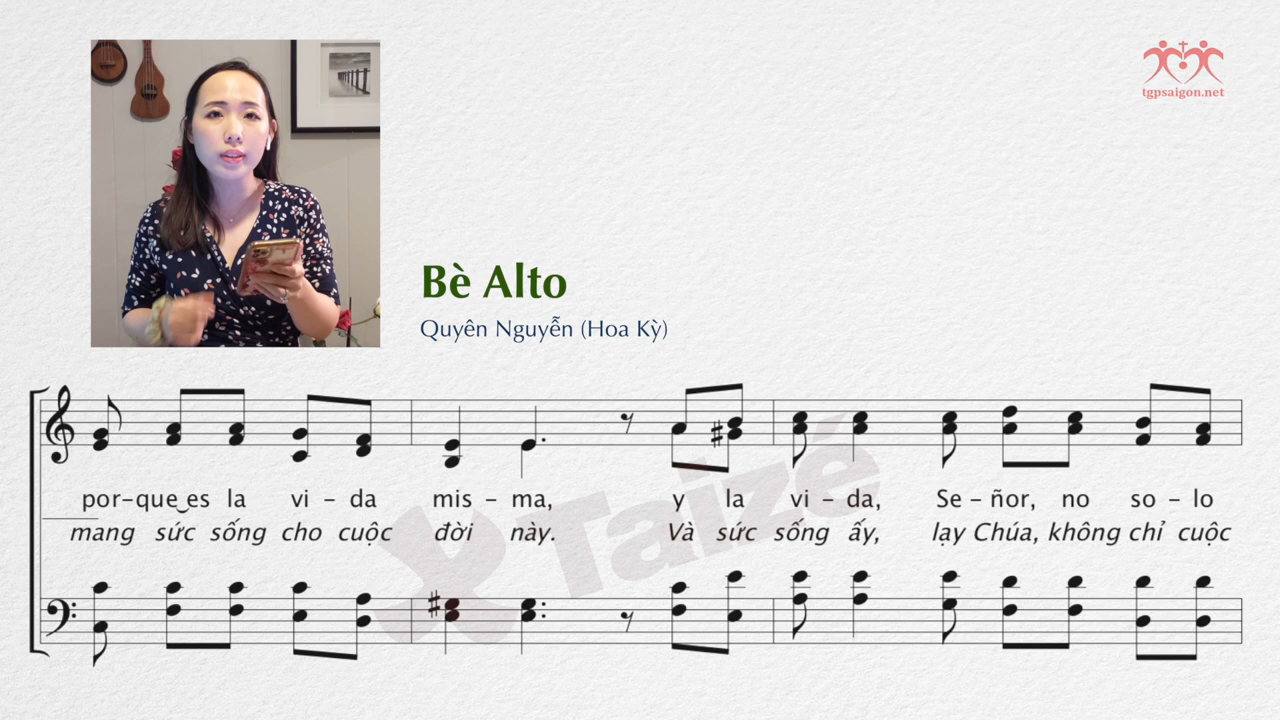 tgpsaigon.net
Bè Alto
Quyên Nguyễn (Hoa Kỳ)
por-que es la vi - da mis - ma, y la vi - da, Se - ñor, no so - lo
mang sức sống cho cuộc đời này. Và sức sống ấy, lạy Chúa, không chỉ cuộc
Taizé